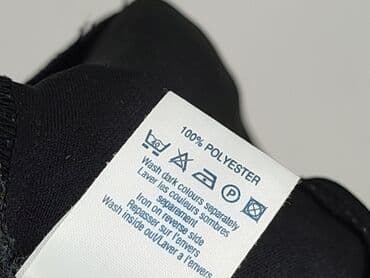 100% POLYESTER
Wash dark colours separately
Laver les couleurs sombres
separement
Iron on reverse side
Repasser sur l'envers
Wash inside out/Laver a l'envers